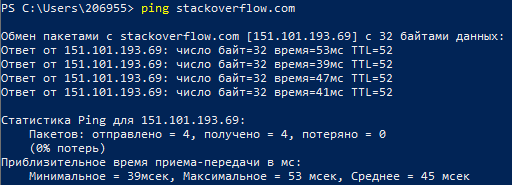 PS C:\Users\206955> ping stackoverflow.com
Обмен пакетами с stackoverflow.com [151.101.193.69] с 32 байтами данных:
Ответ от 151.101.193.69: число байт=32 время=53мс TTL=52
Ответ от 151.101.193.69: число байт=32 время=39мс TTL=52
Ответ от 151.101.193.69: число байт=32 время=47мс TTL=52
Ответ от 151.101.193.69: число байт=32 время=41мс TTL=52
Статистика Ping для 151.101.193.69:
Пакетов: отправлено = 4, получено = 4, потеряно = 0
(0% потерь)
Приблизительное время приема-передачи в мс:
Минимальное = 39мсек, Максимальное = 53 мсек, Среднее = 45 мсек